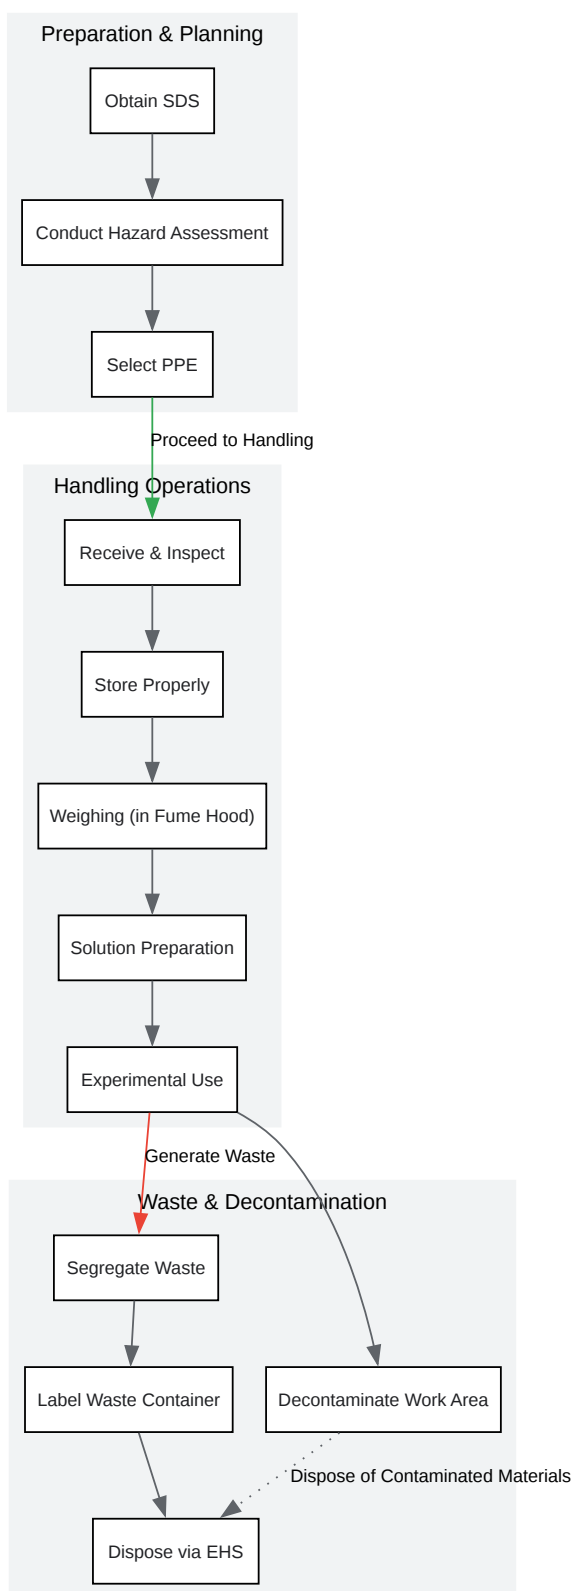 Preparation & Planning
Obtain SDS
Conduct Hazard Assessment
Select PPE
Proceed to Handling
Handling Operations
Receive & Inspect
Store Properly
Weighing (in Fume Hood)
Solution Preparation
Experimental Use
Generate Waste
Waste & Decontamination
Segregate Waste
Label Waste Container
Decontaminate Work Area
Dispose of Contaminated Materials
Dispose via EHS